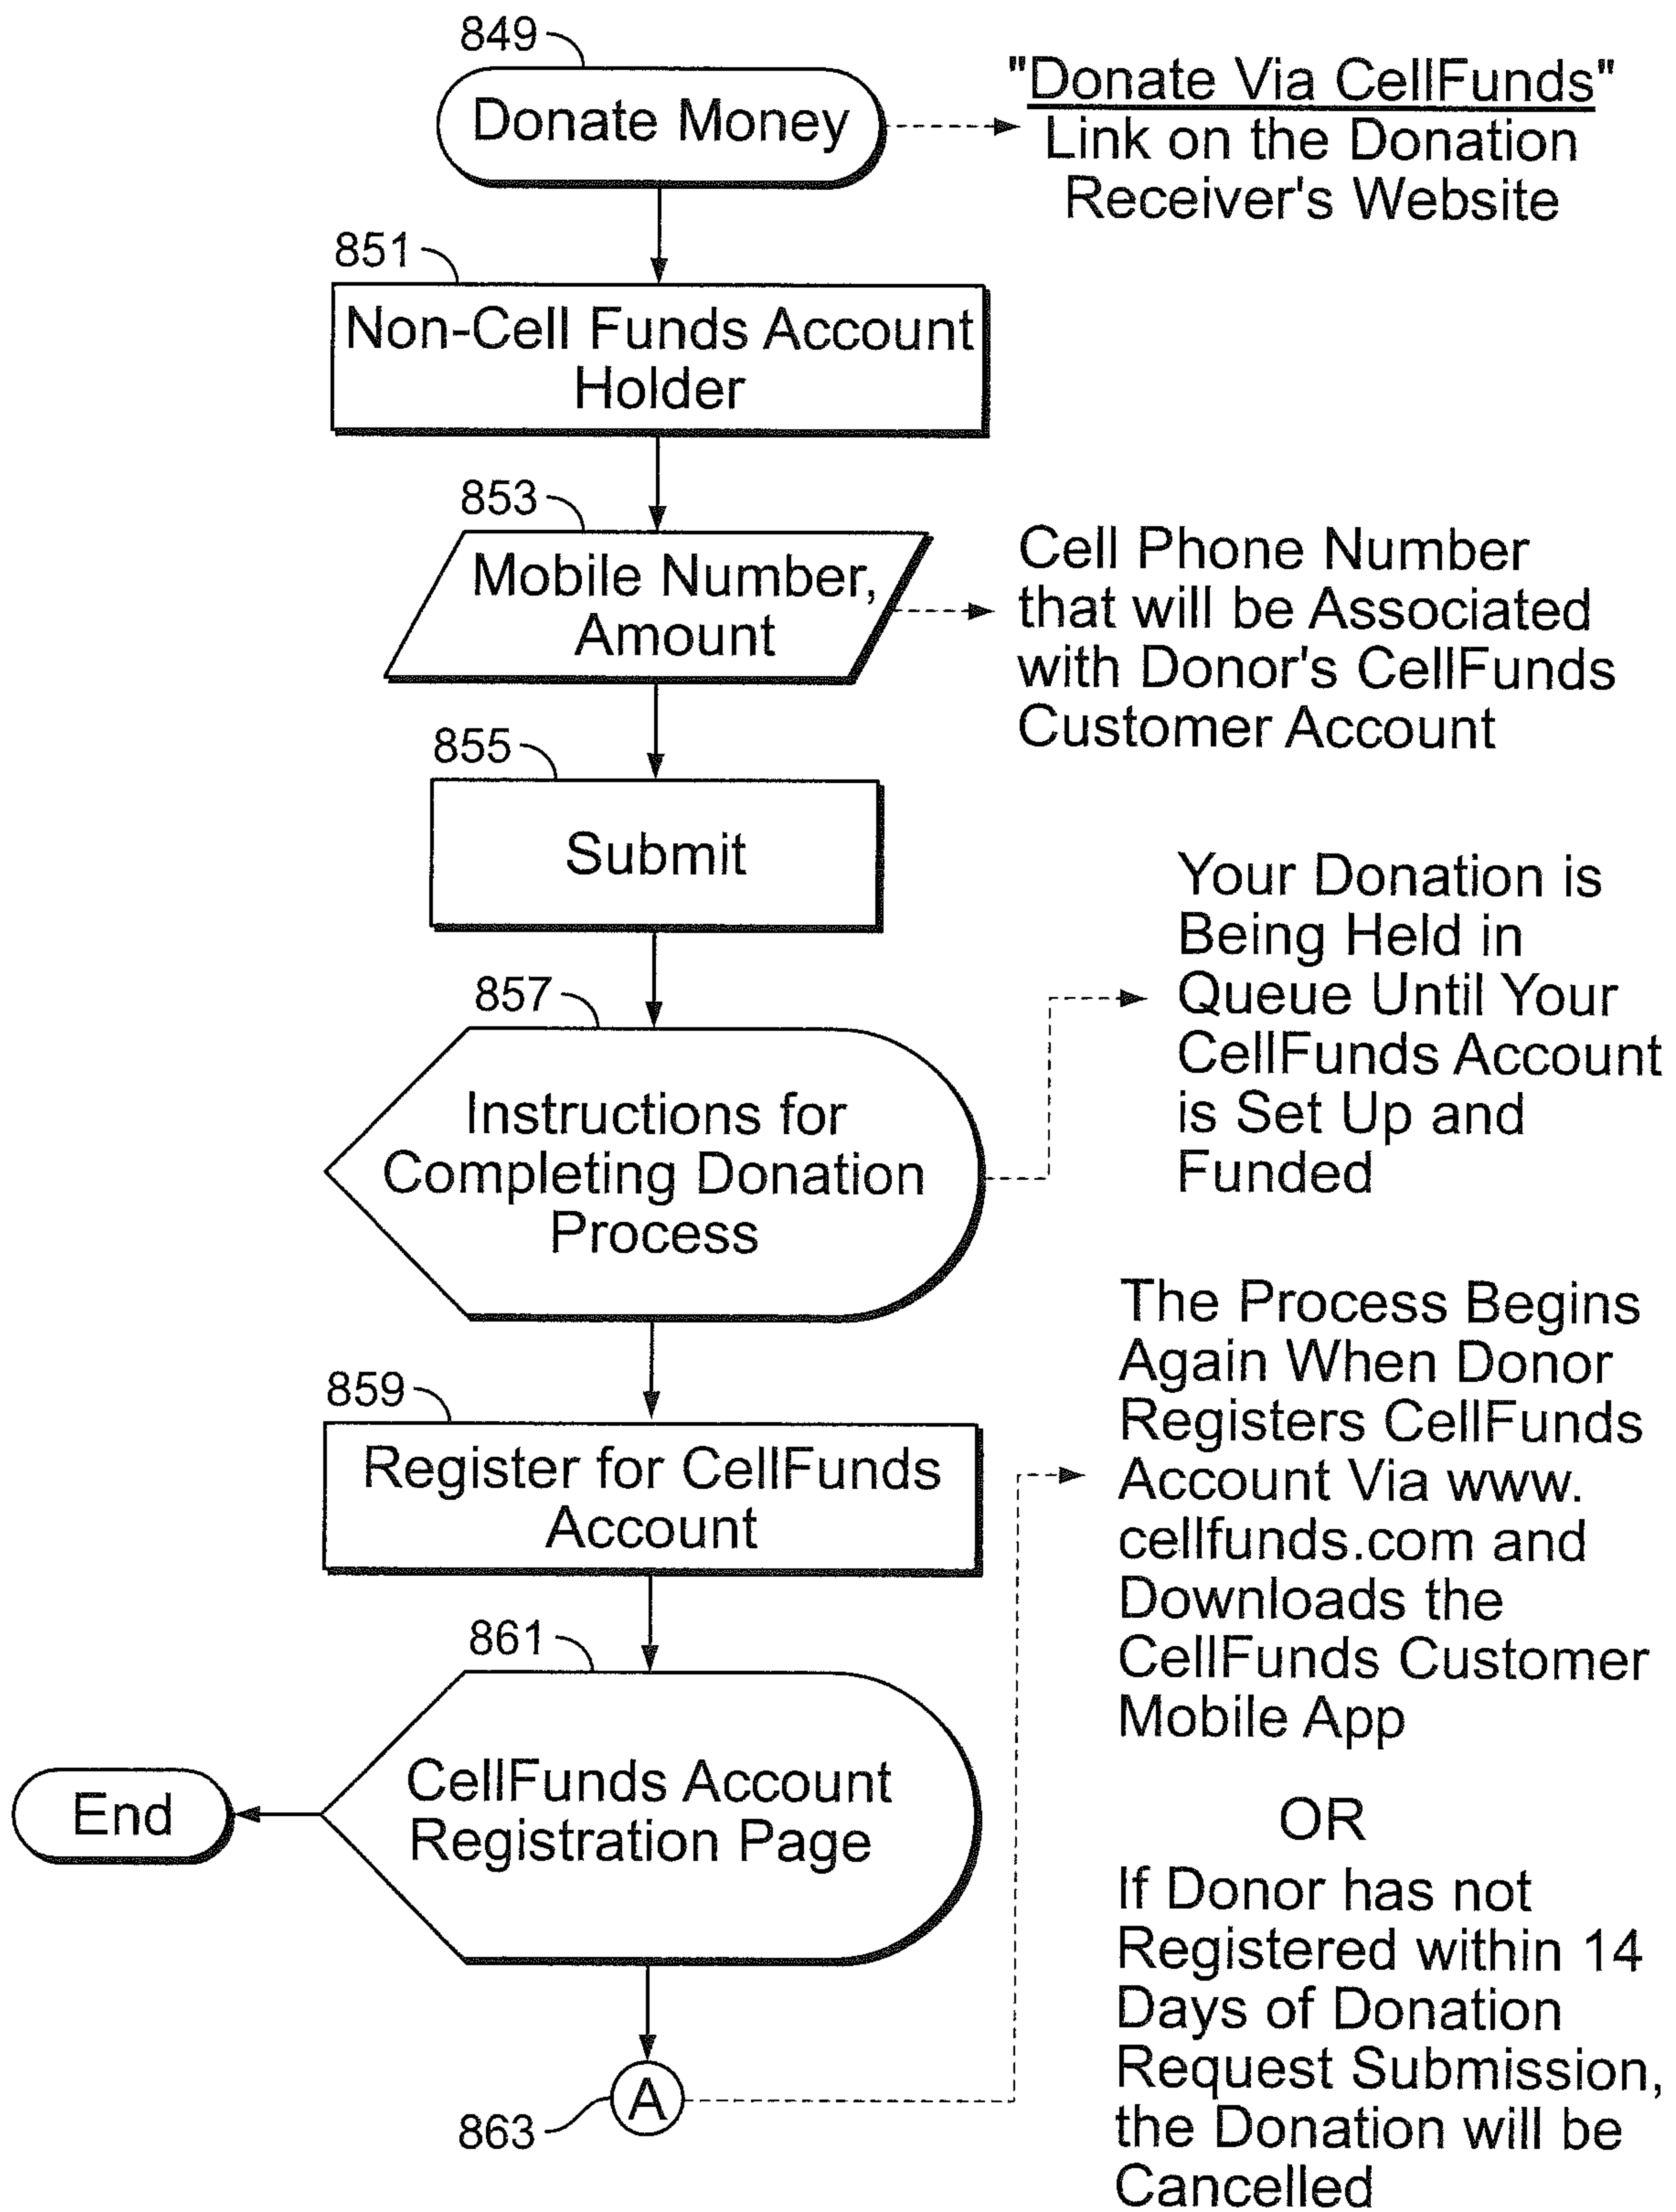 849
Donate Money
"Donate Via CellFunds"
Link on the Donation
Receiver's Website
851
Non-Cell Funds Account
Holder
853
Mobile Number,
Amount
Cell Phone Number
that will be Associated
with Donor's CellFunds
Customer Account
855
Submit
857
Instructions for
Completing Donation
Process
Your Donation is
Being Held in
Queue Until Your
CellFunds Account
is Set Up and
Funded
859
Register for CellFunds
Account
861
CellFunds Account
Registration Page
End
863
A
The Process Begins
Again When Donor
Registers CellFunds
Account Via www.
cellfunds.com and
Downloads the
CellFunds Customer
Mobile App
OR
If Donor has not
Registered within 14
Days of Donation
Request Submission,
the Donation will be
Cancelled